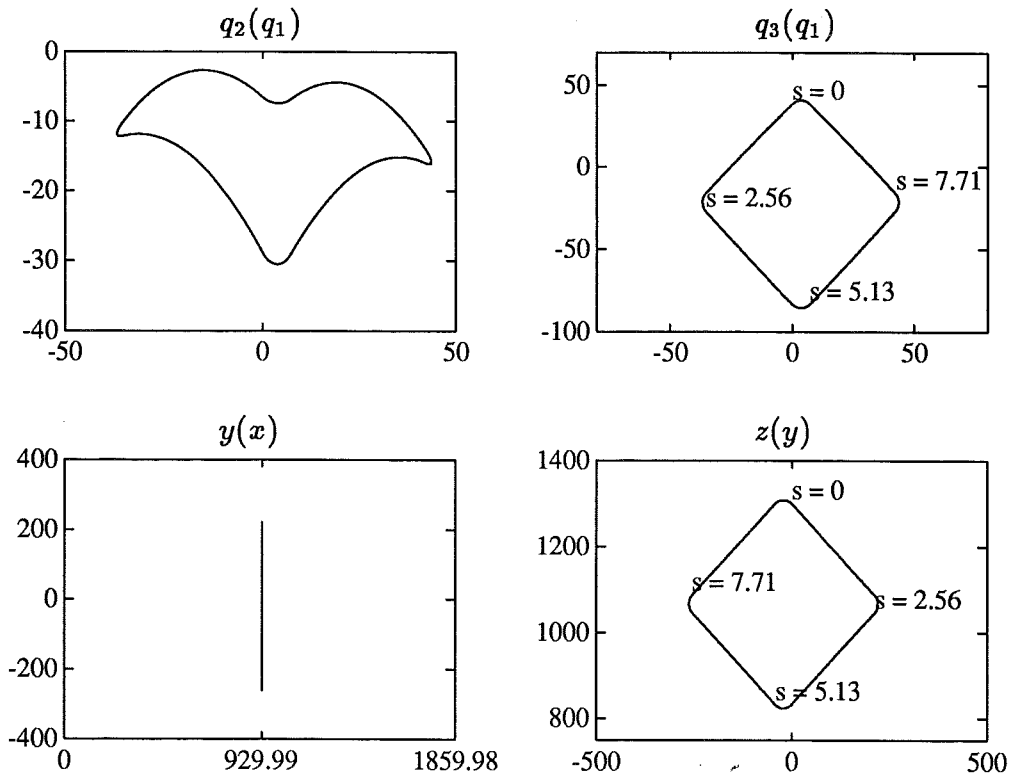 q₂(q₁)
0
-10
-20
-30
-40
-50
0
50
q₃(q₁)
50
0
-50
-100
-50
0
50
s = 0
s = 7.71
s = 2.56
s = 5.13
y(x)
400
200
0
-200
-400
0
929.99
1859.98
z(y)
1400
1200
1000
800
-500
0
500
s = 0
s = 7.71
s = 2.56
s = 5.13